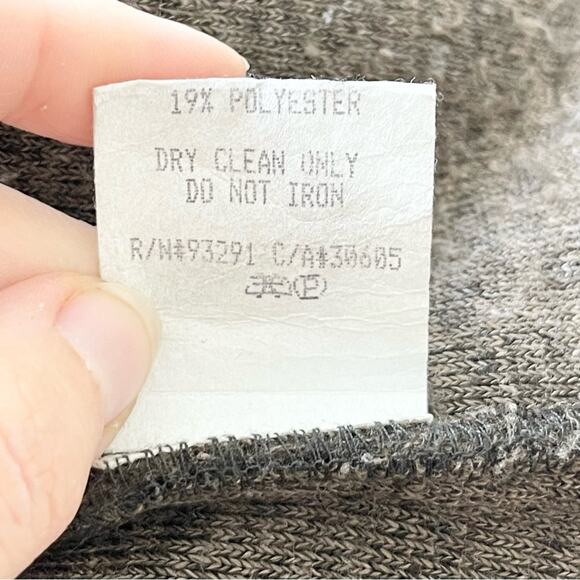 19% POLYESTER
DRY CLEAN ONLY
DO NOT IRON
R/N#93291 C/A#30605
P